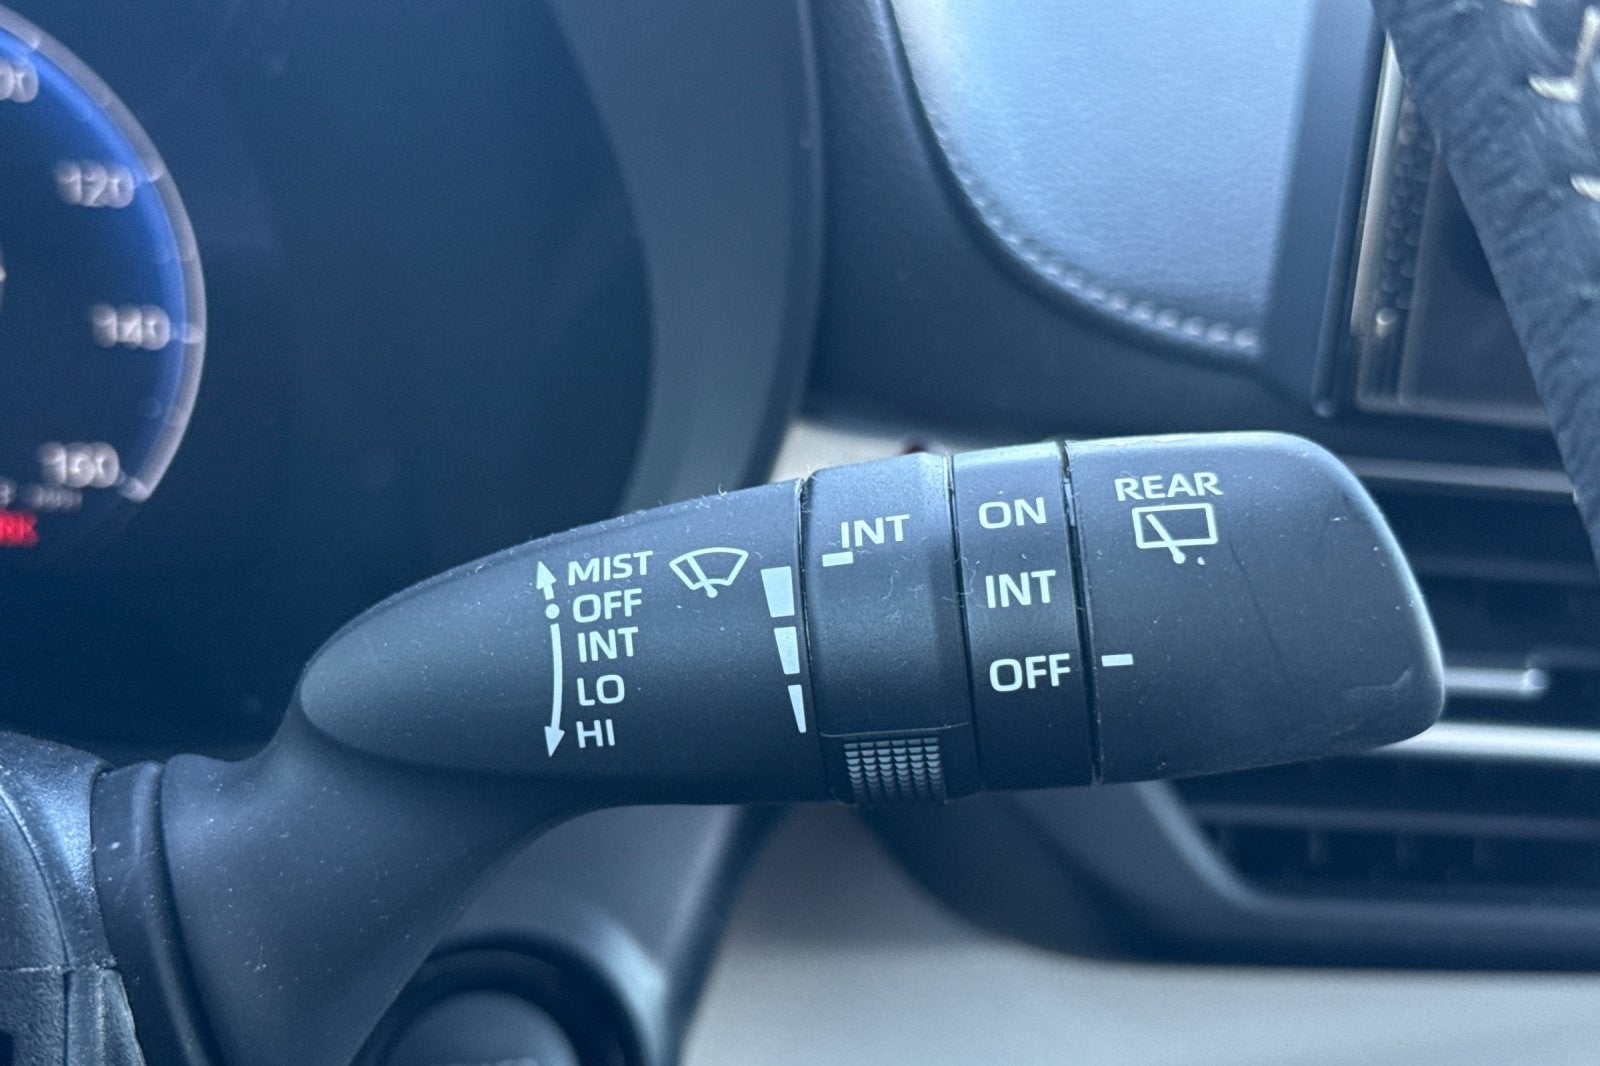 120
140
160
MIST
OFF
INT
LO
HI
INT
ON
INT
OFF
REAR